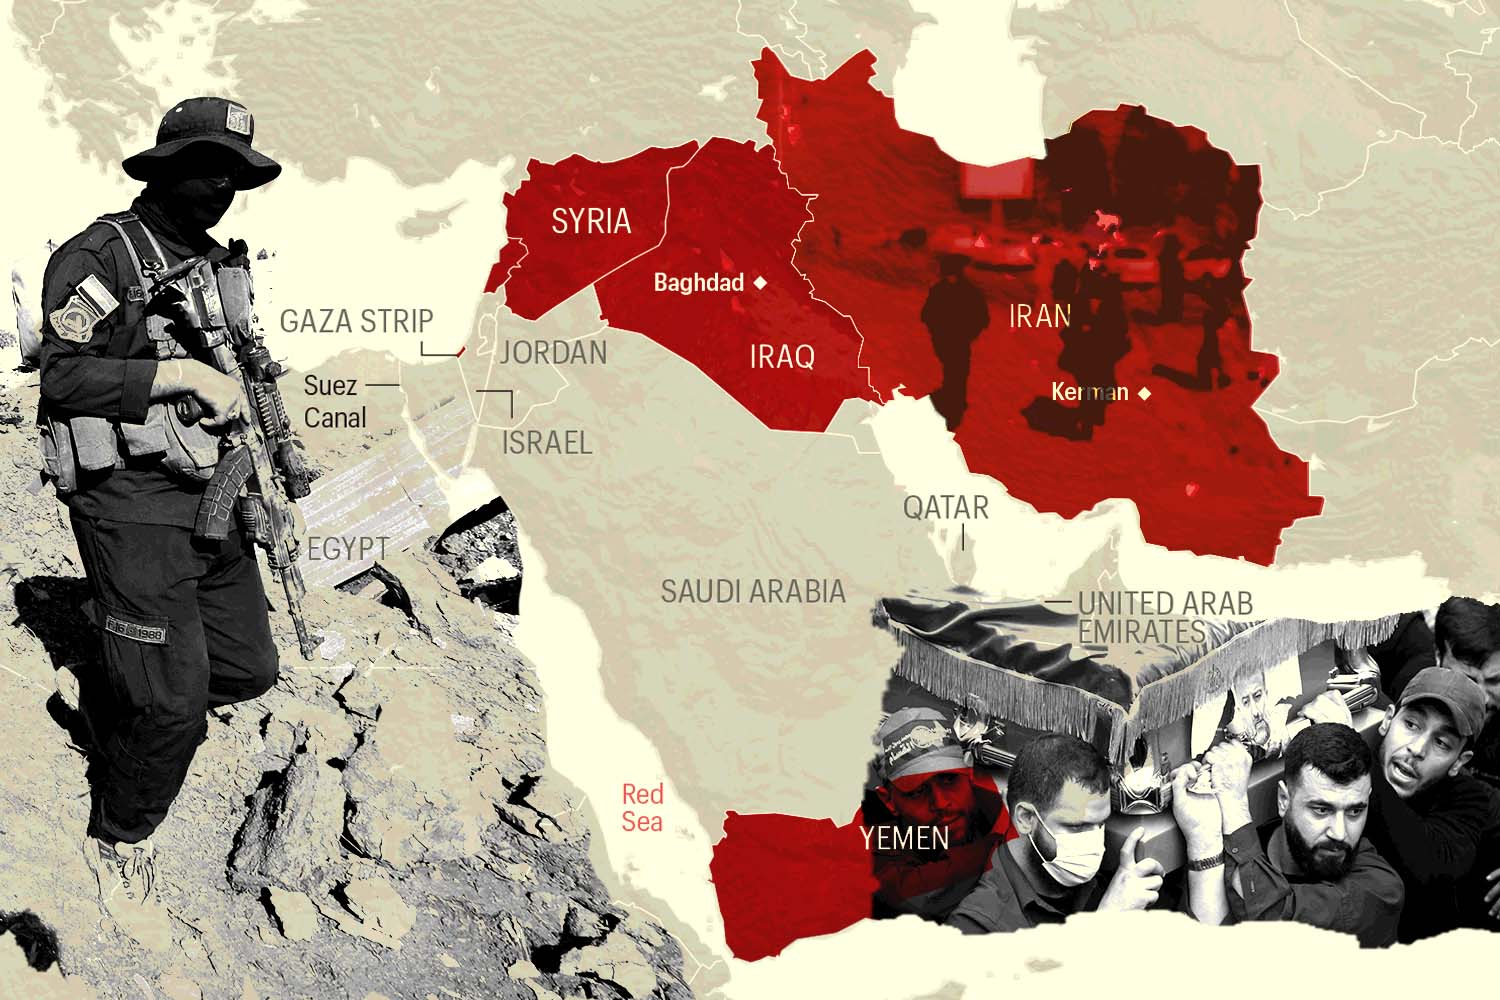 SYRIA
Baghdad
IRAN
GAZA STRIP
JORDAN
IRAQ
Suez
Canal
Kerman
ISRAEL
QATAR
EGYPT
SAUDI ARABIA
UNITED ARAB
EMIRATES
Red
Sea
YEMEN